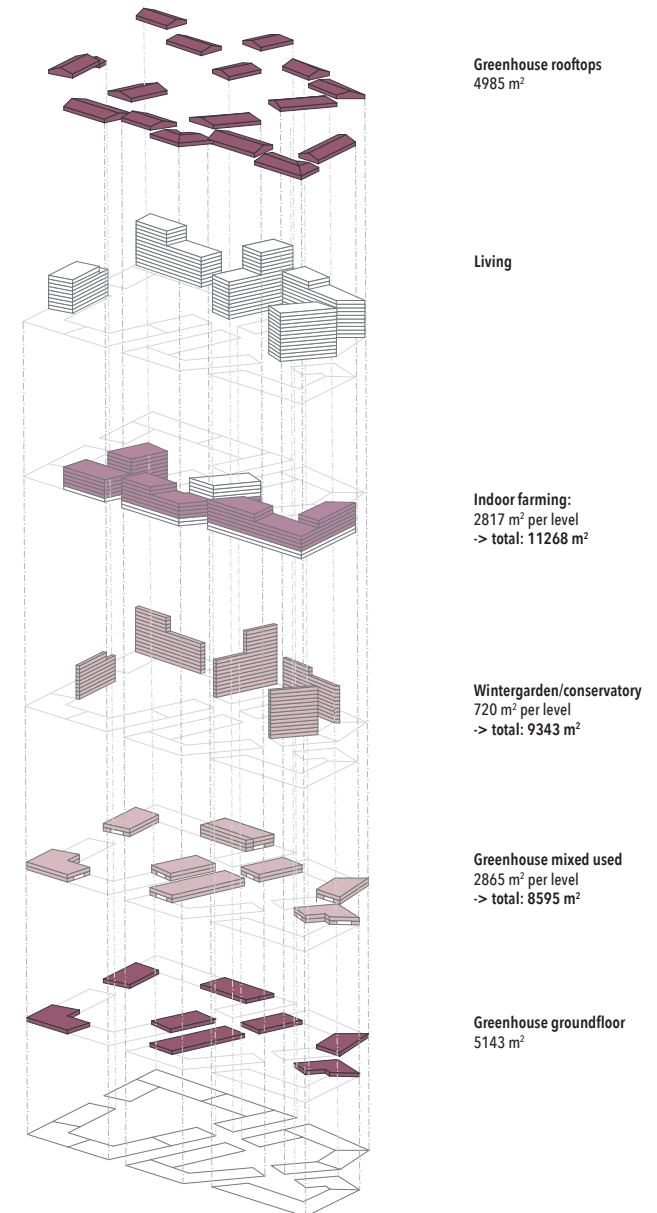 Greenhouse rooftops
4985 m²
Living
Indoor farming:
2817 m² per level
-> total: 11268 m²
Wintergarden/conservatory
720 m² per level
-> total: 9343 m²
Greenhouse mixed used
2865 m² per level
-> total: 8595 m²
Greenhouse groundfloor
5143 m²